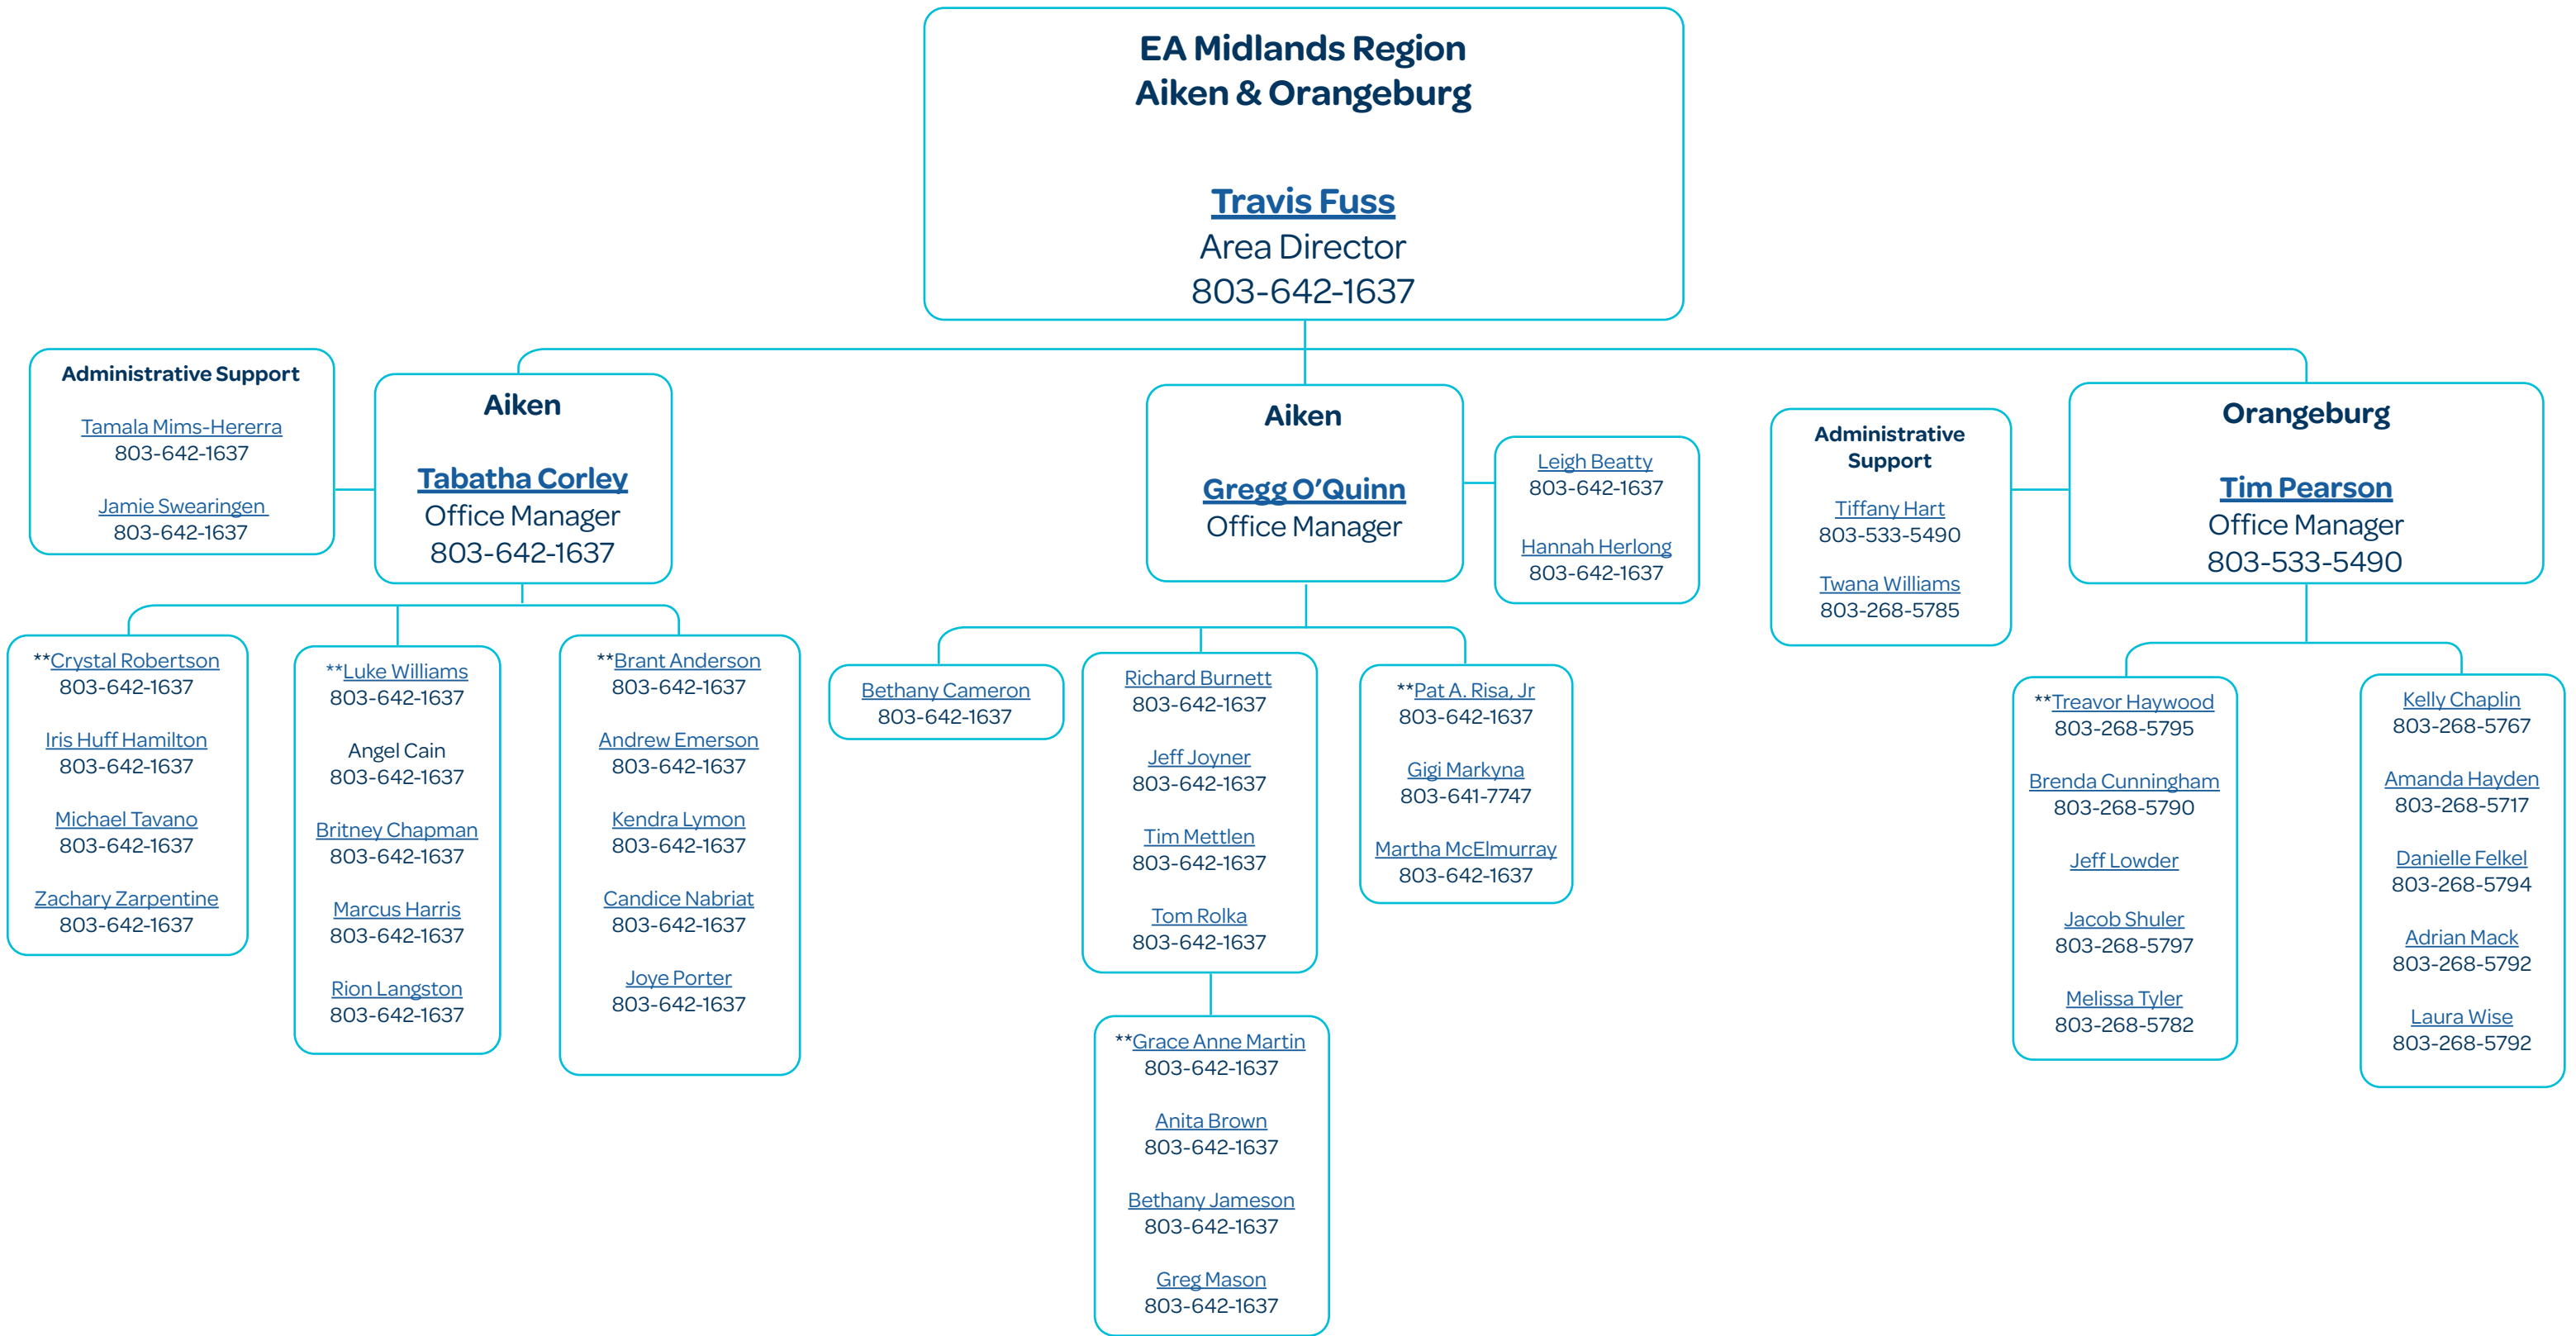 EA Midlands Region
Aiken & Orangeburg
Travis Fuss
Area Director
803-642-1637
Administrative Support
Tamala Mims-Hererra
803-642-1637
Jamie Swearingen
803-642-1637
Aiken
Tabatha Corley
Office Manager
803-642-1637
Aiken
Gregg O’Quinn
Office Manager
Leigh Beatty
803-642-1637
Hannah Herlong
803-642-1637
Administrative
Support
Tiffany Hart
803-533-5490
Twana Williams
803-268-5785
Orangeburg
Tim Pearson
Office Manager
803-533-5490
**Crystal Robertson
803-642-1637
Iris Huff Hamilton
803-642-1637
Michael Tavano
803-642-1637
Zachary Zarpentine
803-642-1637
**Luke Williams
803-642-1637
Angel Cain
803-642-1637
Britney Chapman
803-642-1637
Marcus Harris
803-642-1637
Rion Langston
803-642-1637
**Brant Anderson
803-642-1637
Andrew Emerson
803-642-1637
Kendra Lymon
803-642-1637
Candice Nabriat
803-642-1637
Joye Porter
803-642-1637
Bethany Cameron
803-642-1637
Richard Burnett
803-642-1637
Jeff Joyner
803-642-1637
Tim Mettlen
803-642-1637
Tom Rolka
803-642-1637
**Grace Anne Martin
803-642-1637
Anita Brown
803-642-1637
Bethany Jameson
803-642-1637
Greg Mason
803-642-1637
**Pat A. Risa, Jr
803-642-1637
Gigi Markyna
803-641-7747
Martha McElmurray
803-642-1637
**Treavor Haywood
803-268-5795
Brenda Cunningham
803-268-5790
Jeff Lowder
Jacob Shuler
803-268-5797
Melissa Tyler
803-268-5782
Kelly Chaplin
803-268-5767
Amanda Hayden
803-268-5717
Danielle Felkel
803-268-5794
Adrian Mack
803-268-5792
Laura Wise
803-268-5792